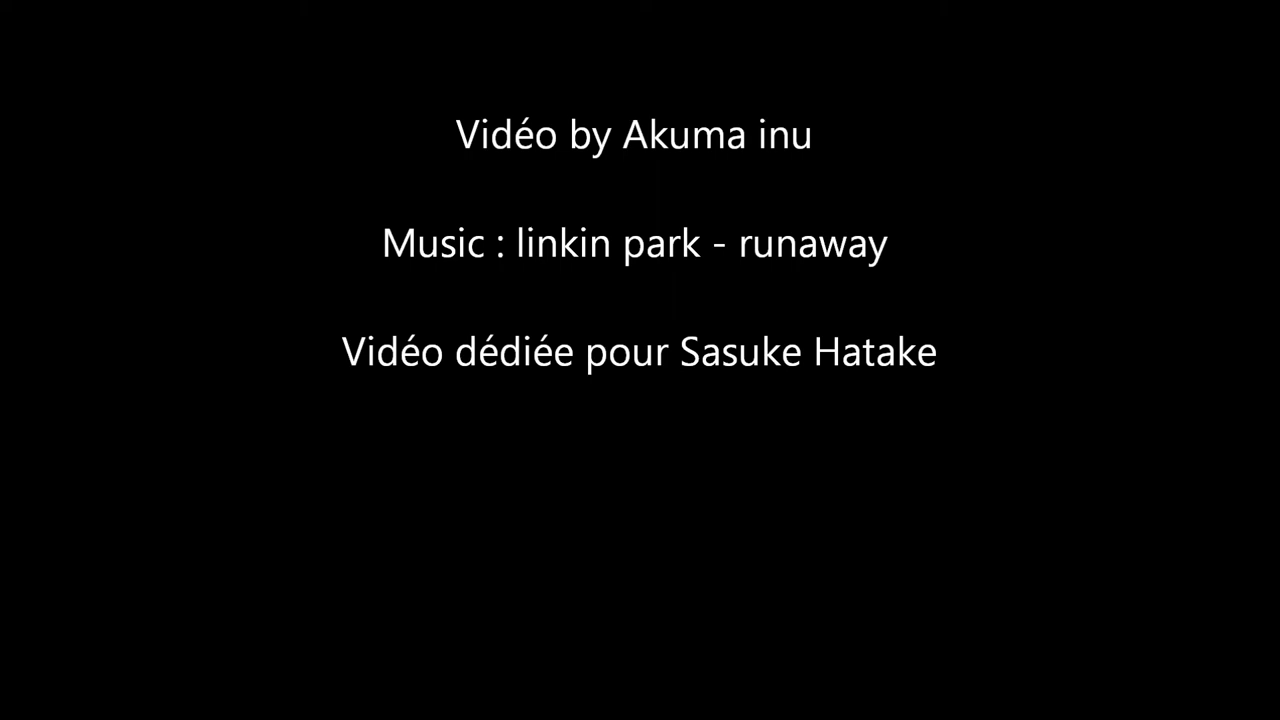 Vidéo by Akuma inu
Music : linkin park - runaway
Vidéo dédiée pour Sasuke Hatake